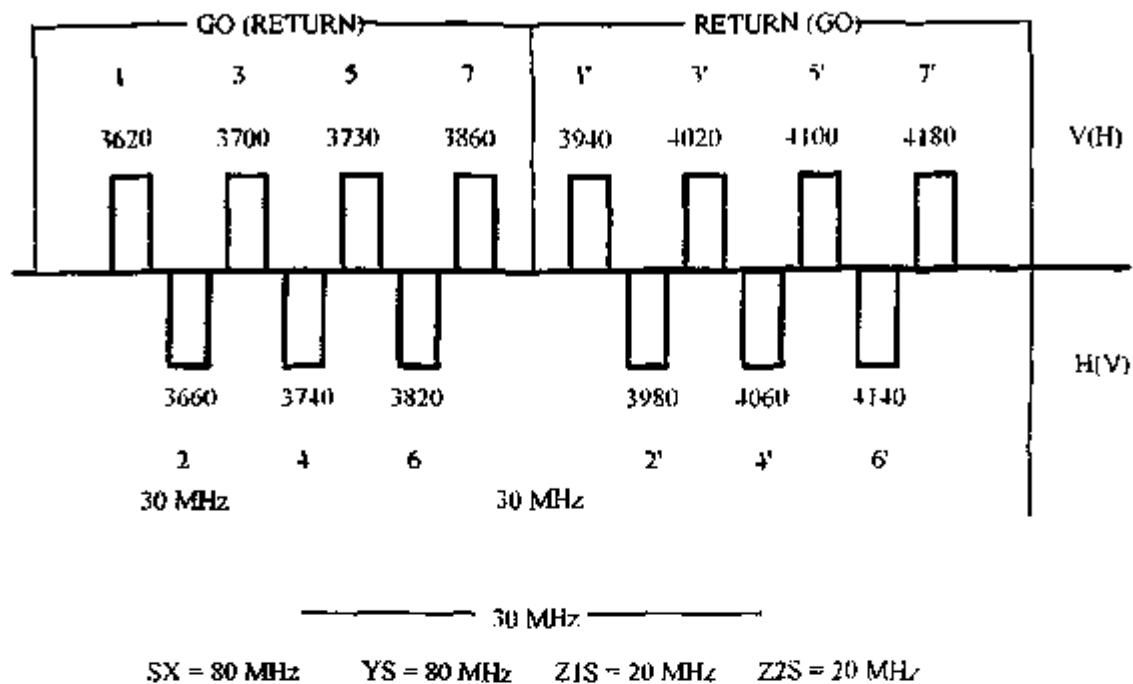 GO (RETURN) RETURN (GO)
1 3 5 7 1' 3' 5' 7'
3620 3700 3730 3860 3940 4020 4100 4180 V(H)
H(V)
3660 3740 3820 3980 4060 4140
2 4 6 2' 4' 6'
30 MHz 30 MHz
30 MHz
SX = 80 MHz YS = 80 MHz Z1S = 20 MHz Z2S = 20 MHz